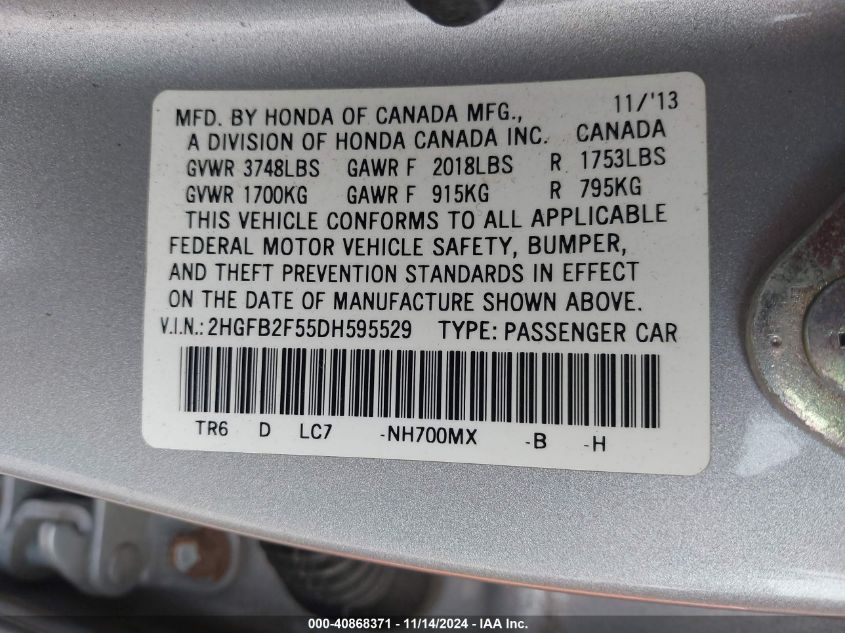 MFD. BY HONDA OF CANADA MFG., 11/'13
A DIVISION OF HONDA CANADA INC. CANADA
GVWR 3748LBS GAWR F 2018LBS R 1753LBS
GVWR 1700KG GAWR F 915KG R 795KG
THIS VEHICLE CONFORMS TO ALL APPLICABLE
FEDERAL MOTOR VEHICLE SAFETY, BUMPER,
AND THEFT PREVENTION STANDARDS IN EFFECT
ON THE DATE OF MANUFACTURE SHOWN ABOVE.
V.I.N.: 2HGFB2F55DH595529 TYPE: PASSENGER CAR
TR6 D LC7 -NH700MX -B -H
000-40868371 - 11/14/2024 - IAA Inc.